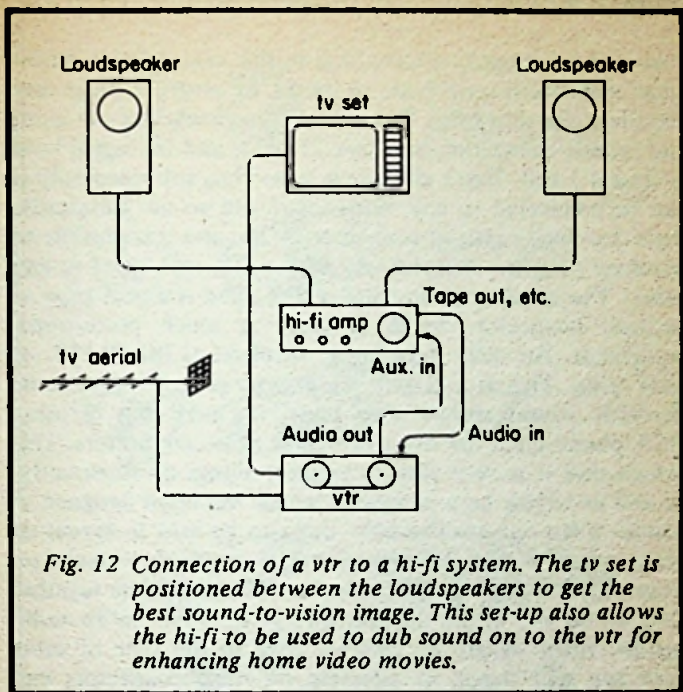 Loudspeaker
Loudspeaker
tv set
Tape out, etc.
hi-fi amp
tv aerial
Aux. in
Audio out
Audio in
vtr
Fig. 12 Connection of a vtr to a hi-fi system. The tv set is
positioned between the loudspeakers to get the
best sound-to-vision image. This set-up also allows
the hi-fi to be used to dub sound on to the vtr for
enhancing home video movies.